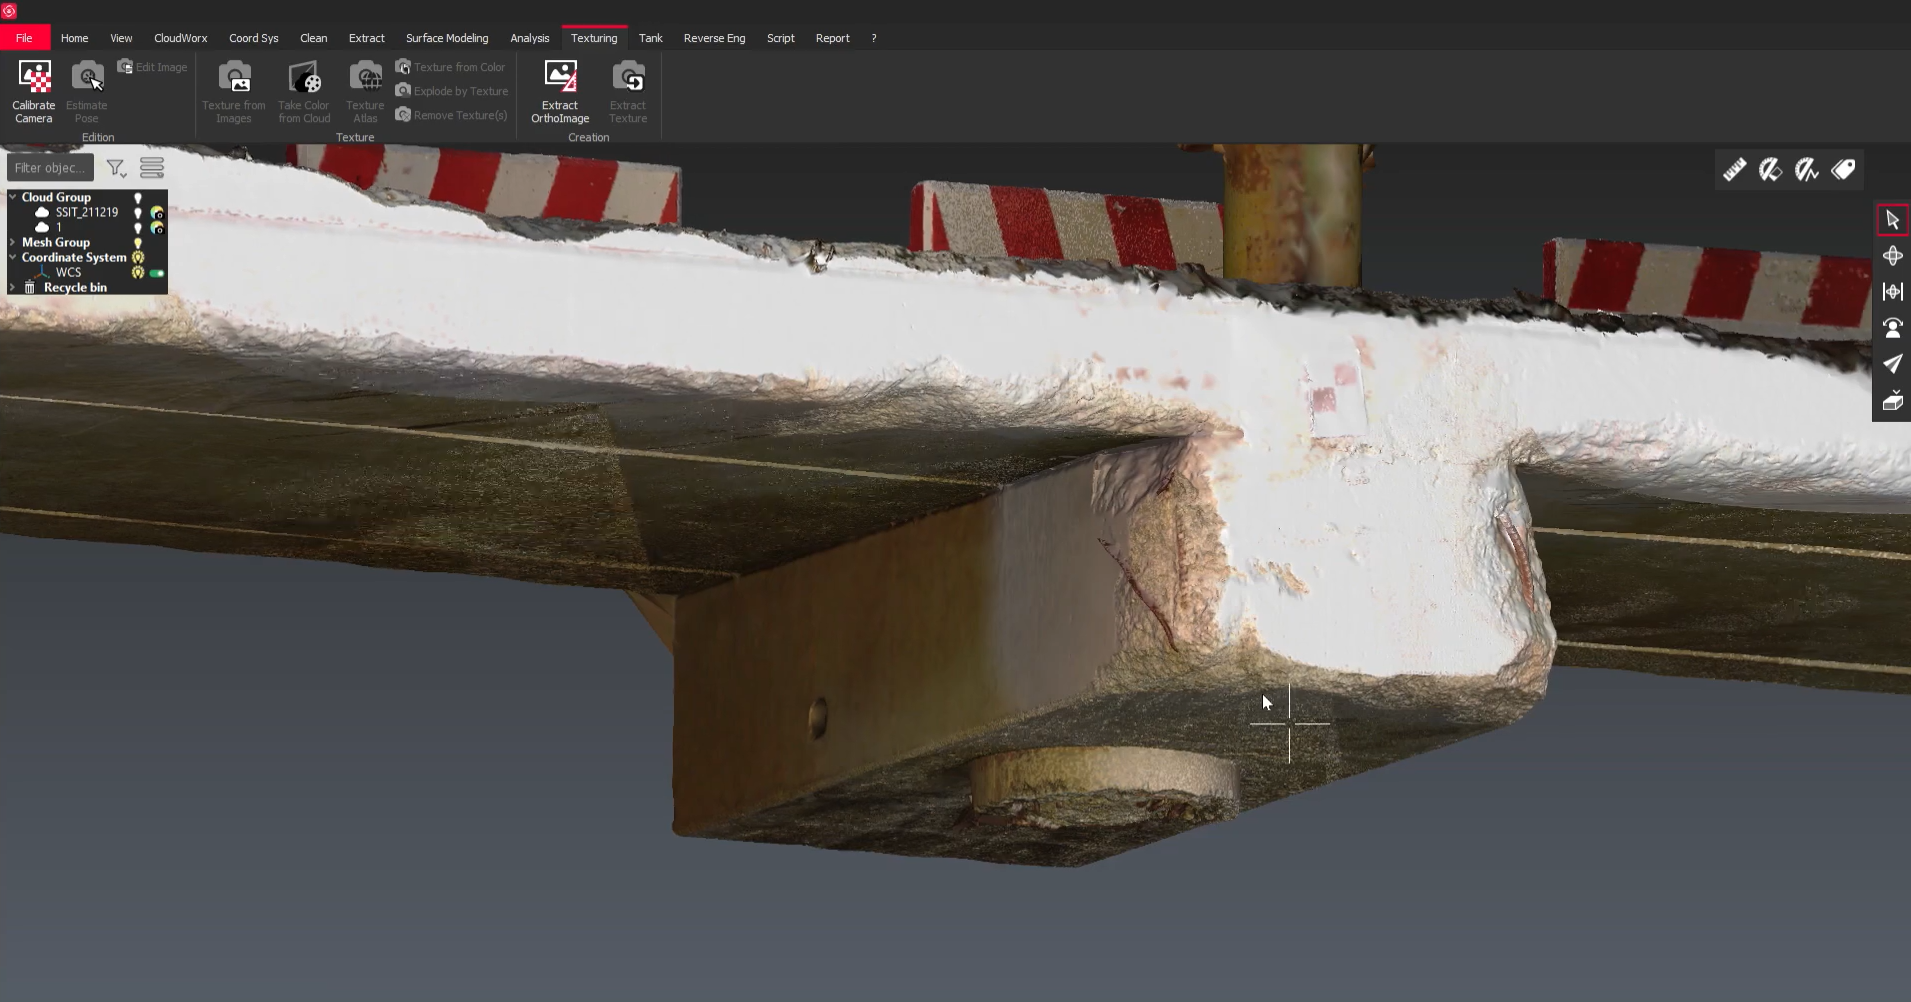 File Home View CloudWorx Coord Sys Clean Extract Surface Modeling Analysis Texturing Tank Reverse Eng Script Report ?
Calibrate Camera
Estimate Pose
Edit Image
Edition
Texture from Images
Take Color from Cloud
Texture Atlas
Texture from Color
Explode by Texture
Remove Texture(s)
Texture
Extract OrthoImage
Extract Texture
Creation
Filter objec...
Cloud Group
SSIT_211219
1
Mesh Group
Coordinate System
WCS
Recycle bin